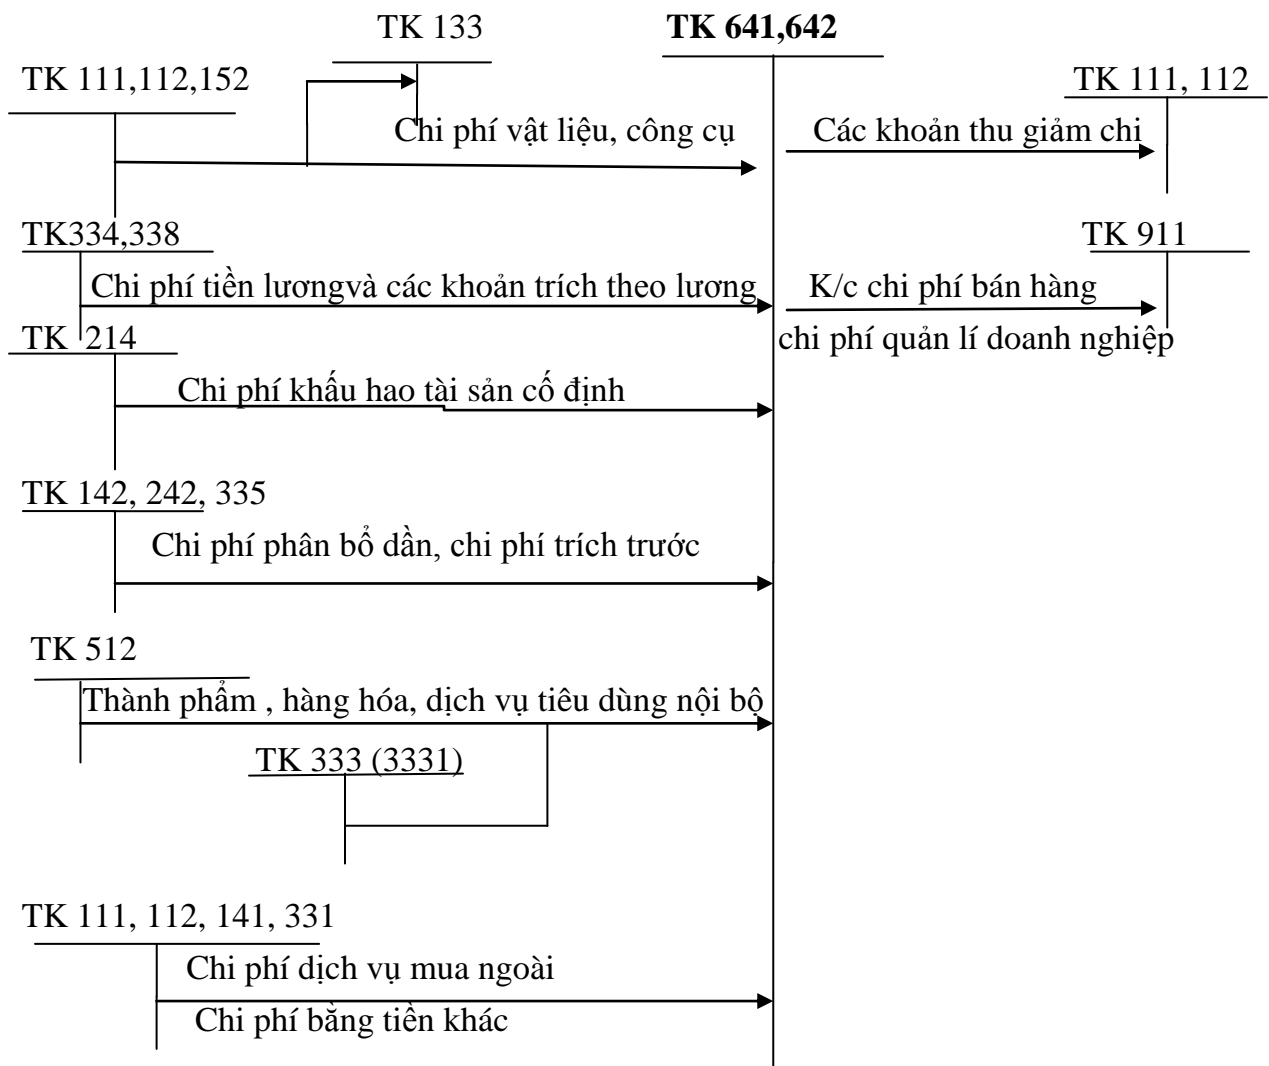 TK 133
TK 641,642
TK 111,112,152
TK 111, 112
Chi phí vật liệu, công cụ
Các khoản thu giảm chi
TK334,338
TK 911
Chi phí tiền lươngvà các khoản trích theo lương
K/c chi phí bán hàng
chi phí quản lí doanh nghiệp
TK 214
Chi phí khấu hao tài sản cố định
TK 142, 242, 335
Chi phí phân bổ dần, chi phí trích trước
TK 512
Thành phẩm , hàng hóa, dịch vụ tiêu dùng nội bộ
TK 333 (3331)
TK 111, 112, 141, 331
Chi phí dịch vụ mua ngoài
Chi phí bằng tiền khác